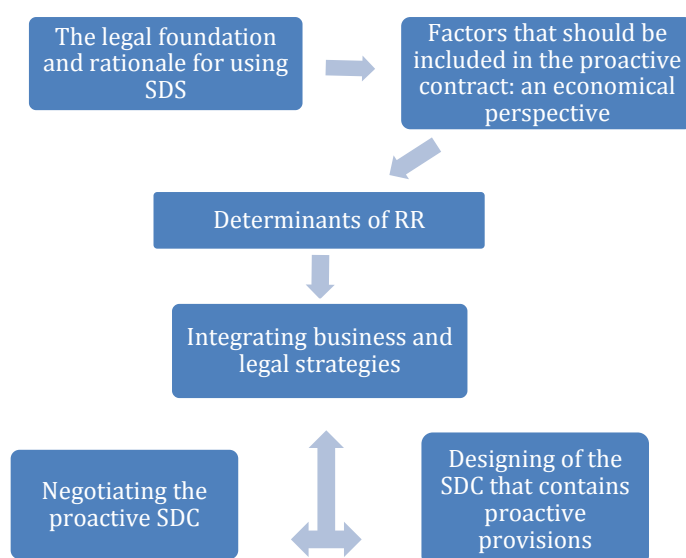 The legal foundation
and rationale for using
SDS
Factors that should be
included in the proactive
contract: an economical
perspective
Determinants of RR
Integrating business and
legal strategies
Negotiating the
proactive SDC
Designing of the
SDC that contains
proactive
provisions